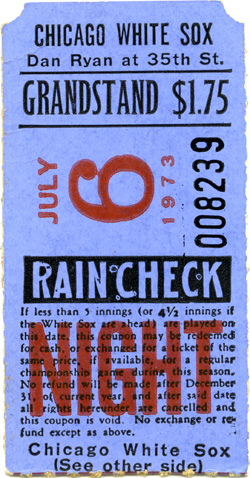 CHICAGO WHITE SOX
Dan Ryan at 35th St.
GRANDSTAND $1.75
JULY
6
1973
008239
RAIN CHECK
NIGHT
If less than 5 innings (or 4½ innings if
the White Sox are ahead) are played on
this date, this coupon may be redeemed
for cash, or exchanged for a ticket of the
same price, if available, for a regular
championship game during this season.
No refund will be made after December
31, of current year, and after said date
all rights hereunder are cancelled and
this coupon is void. No exchange or re-
fund except as above.
Chicago White Sox
(See other side)